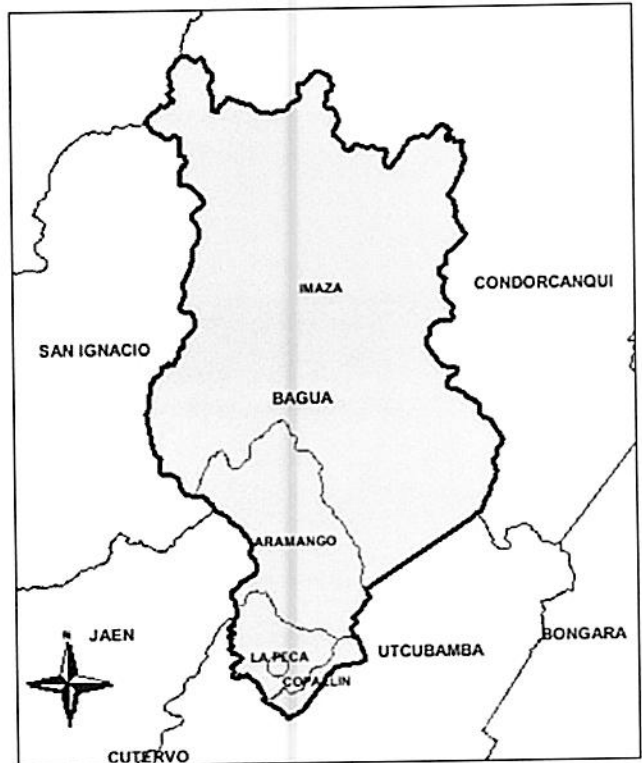 IMAZA
CONDORCANQUI
SAN IGNACIO
BAGUA
ARAMANGO
N
JAEN
UTCUBAMBA
BONGARA
LA PECA
COPALLIN
CUTERVO